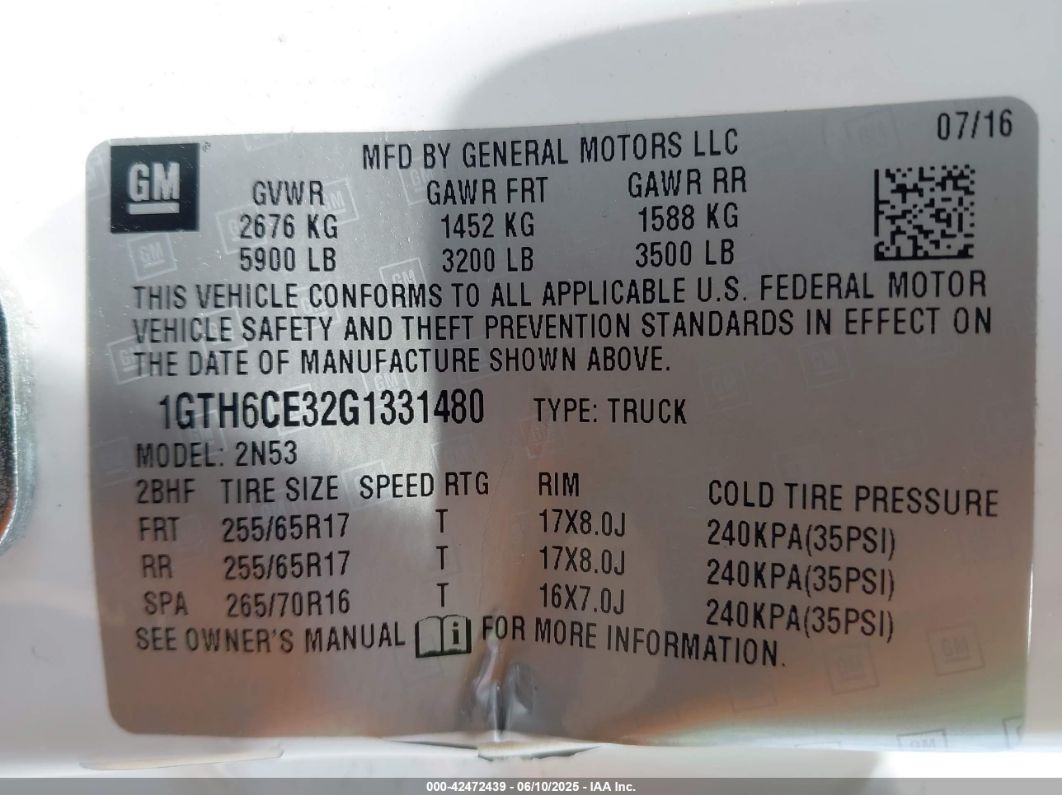 GM
MFD BY GENERAL MOTORS LLC 07/16
GVWR GAWR FRT GAWR RR
2676 KG 1452 KG 1588 KG
5900 LB 3200 LB 3500 LB
THIS VEHICLE CONFORMS TO ALL APPLICABLE U.S. FEDERAL MOTOR
VEHICLE SAFETY AND THEFT PREVENTION STANDARDS IN EFFECT ON
THE DATE OF MANUFACTURE SHOWN ABOVE.
1GTH6CE32G1331480 TYPE: TRUCK
MODEL: 2N53
2BHF TIRE SIZE SPEED RTG RIM COLD TIRE PRESSURE
FRT 255/65R17 T 17X8.0J 240KPA(35PSI)
RR 255/65R17 T 17X8.0J 240KPA(35PSI)
SPA 265/70R16 T 16X7.0J 240KPA(35PSI)
SEE OWNER'S MANUAL i FOR MORE INFORMATION.
000-42472439 - 06/10/2025 - IAA Inc.